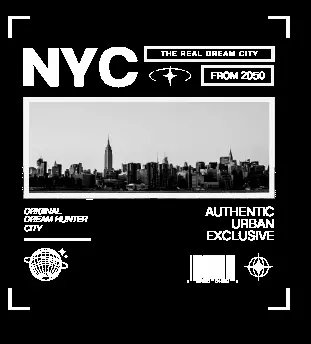 NYC
THE REAL DREAM CITY
FROM 2050
ORIGINAL
DREAM HUNTER
CITY
AUTHENTIC
URBAN
EXCLUSIVE